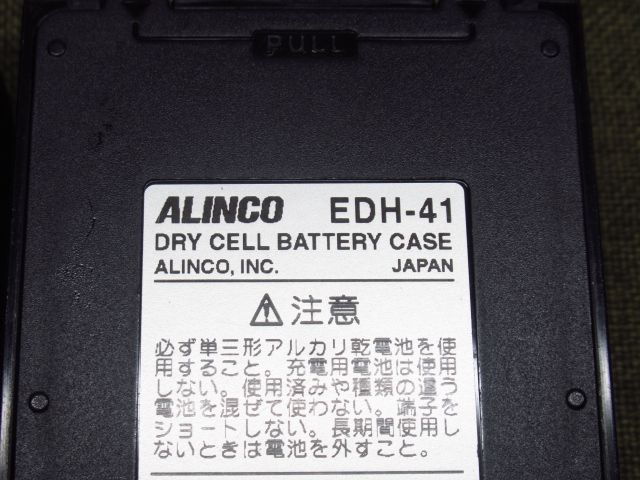 PULL
ALINCO EDH-41
DRY CELL BATTERY CASE
ALINCO, INC. JAPAN
⚠注意
必ず単三形アルカリ乾電池を使
用すること。充電用電池は使用
しない。使用済みや種類の違う
電池を混ぜて使わない。端子を
ショートしない。長期間使用し
ないときは電池を外すこと。